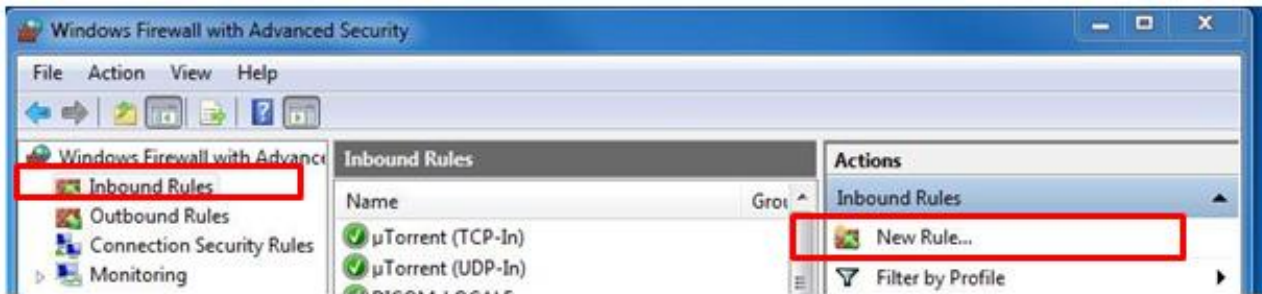 Windows Firewall with Advanced Security
File Action View Help
Windows Firewall with Advance
Inbound Rules
Outbound Rules
Connection Security Rules
Monitoring
Inbound Rules
Name Grou
µTorrent (TCP-In)
µTorrent (UDP-In)
Actions
Inbound Rules
New Rule...
Filter by Profile